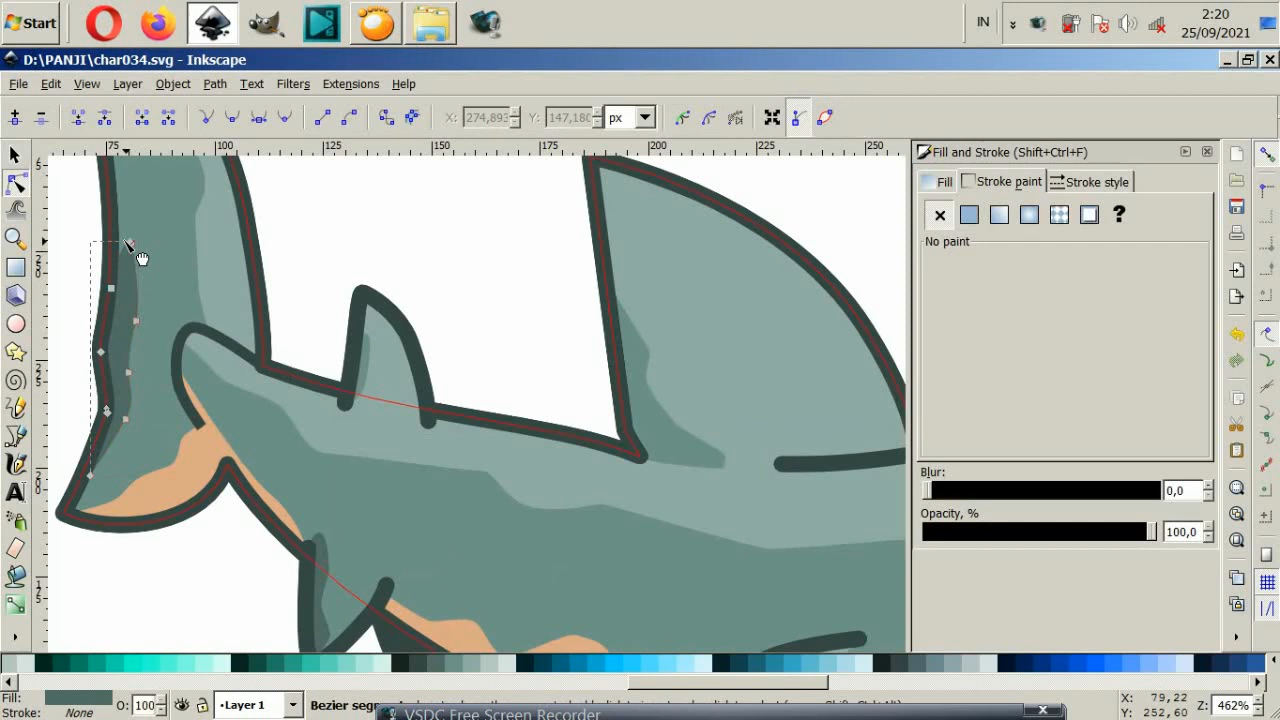 Start
IN
2:20
25/09/2021
D:\PANJI\char034.svg - Inkscape
File Edit View Layer Object Path Text Filters Extensions Help
X: 274,893 Y: 147,180 px
75 100 125 150 175 200 225 250
Fill and Stroke (Shift+Ctrl+F)
Fill Stroke paint Stroke style
?
No paint
Blur:
0,0
Opacity, %
100,0
A
Fill:
Stroke: None
O: 100
Layer 1
Bezier segm
X: 79,22
Y: 252,60
Z: 462%
VSDC Free Screen Recorder